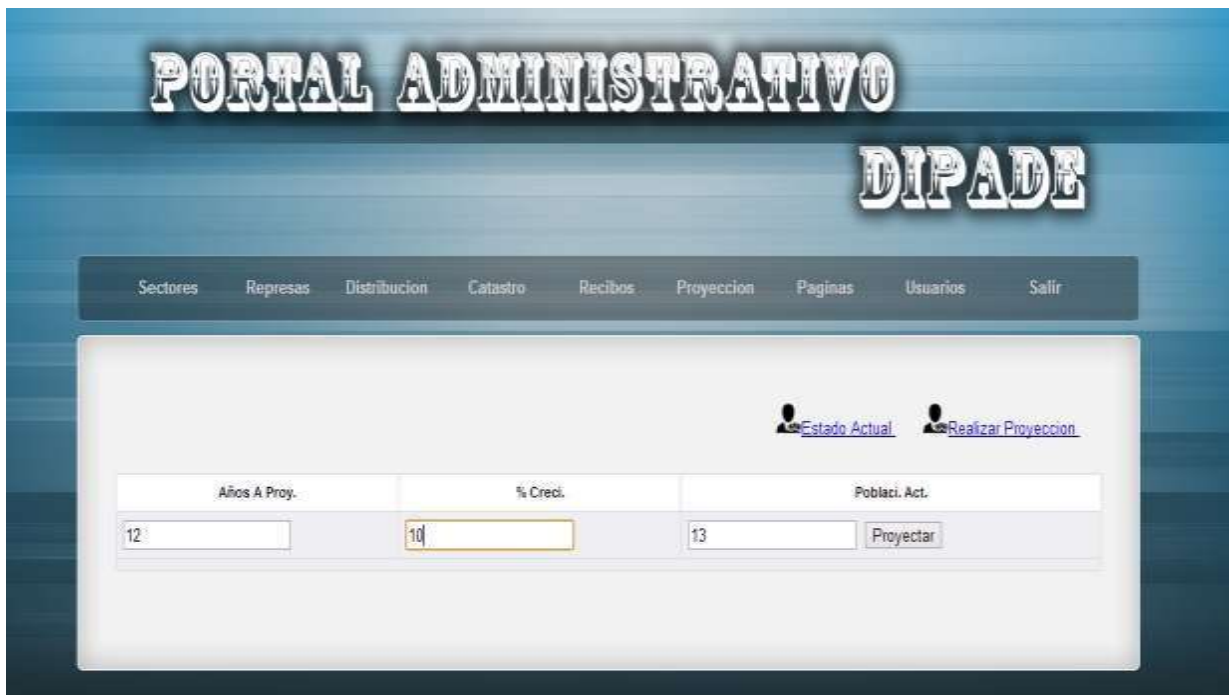 PORTAL ADMINISTRATIVO
DIPADE
Sectores Represas Distribucion Catastro Recibos Proyeccion Paginas Usuarios Salir
Estado Actual Realizar Proyeccion
Años A Proy. % Creci. Poblaci. Act.
12 10 13 Proyectar